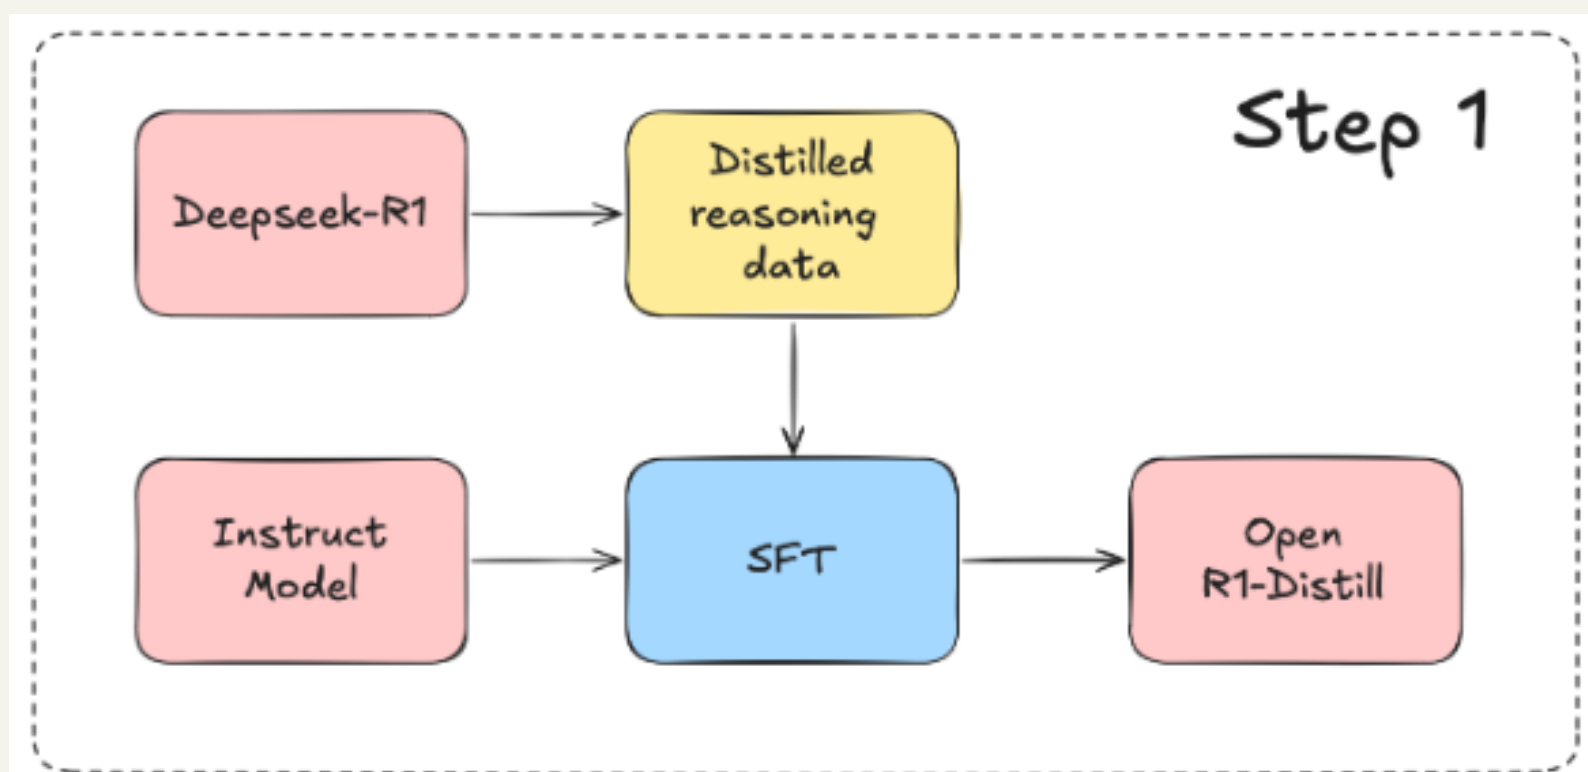 Step 1
Deepseek-R1
Distilled
reasoning
data
Instruct
Model
SFT
Open
R1-Distill